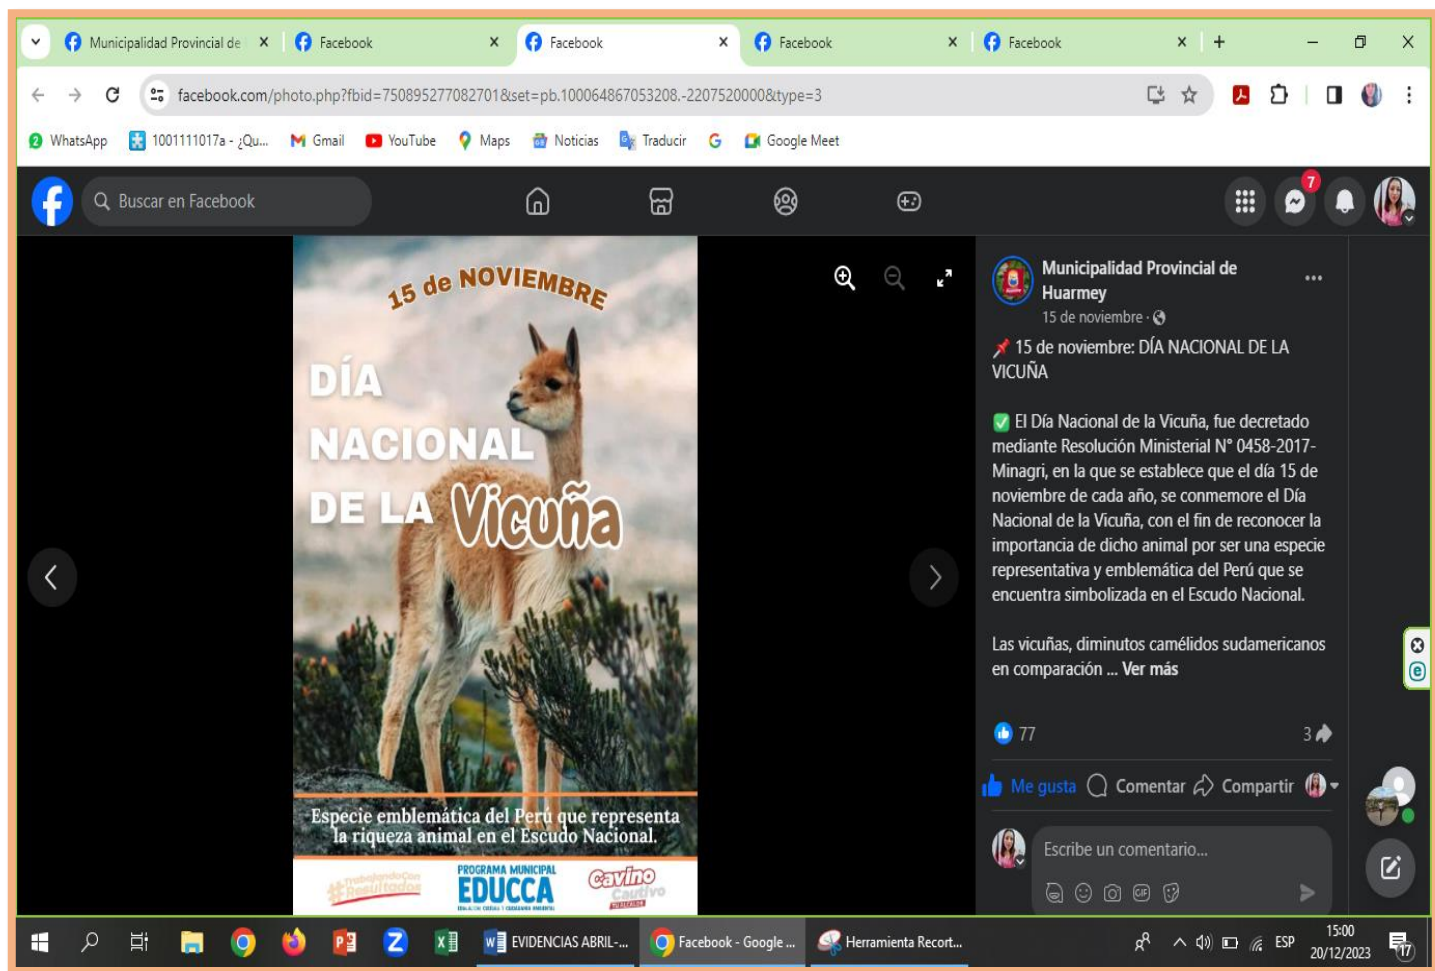 Municipalidad Provincial de
Facebook
Facebook
Facebook
Facebook
facebook.com/photo.php?fbid=750895277082701&set=pb.100064867053208.-2207520000&type=3
WhatsApp
1001111017a - ¿Qu...
Gmail
YouTube
Maps
Noticias
Traducir
Google Meet
Buscar en Facebook
7
15 de NOVIEMBRE
DÍA
NACIONAL
DE LA Vicuña
Especie emblemática del Perú que representa
la riqueza animal en el Escudo Nacional.
#TrabajandoCon
Resultados
PROGRAMA MUNICIPAL
EDUCCA
Cavino
Cautivo
Municipalidad Provincial de
Huarmey
15 de noviembre ·
15 de noviembre: DÍA NACIONAL DE LA
VICUÑA
El Día Nacional de la Vicuña, fue decretado
mediante Resolución Ministerial N° 0458-2017-
Minagri, en la que se establece que el día 15 de
noviembre de cada año, se conmemore el Día
Nacional de la Vicuña, con el fin de reconocer la
importancia de dicho animal por ser una especie
representativa y emblemática del Perú que se
encuentra simbolizada en el Escudo Nacional.
Las vicuñas, diminutos camélidos sudamericanos
en comparación ... Ver más
77
3
Me gusta
Comentar
Compartir
Escribe un comentario...
GIF
EVIDENCIAS ABRIL-...
Facebook - Google ...
Herramienta Recort...
ESP
15:00
20/12/2023
17